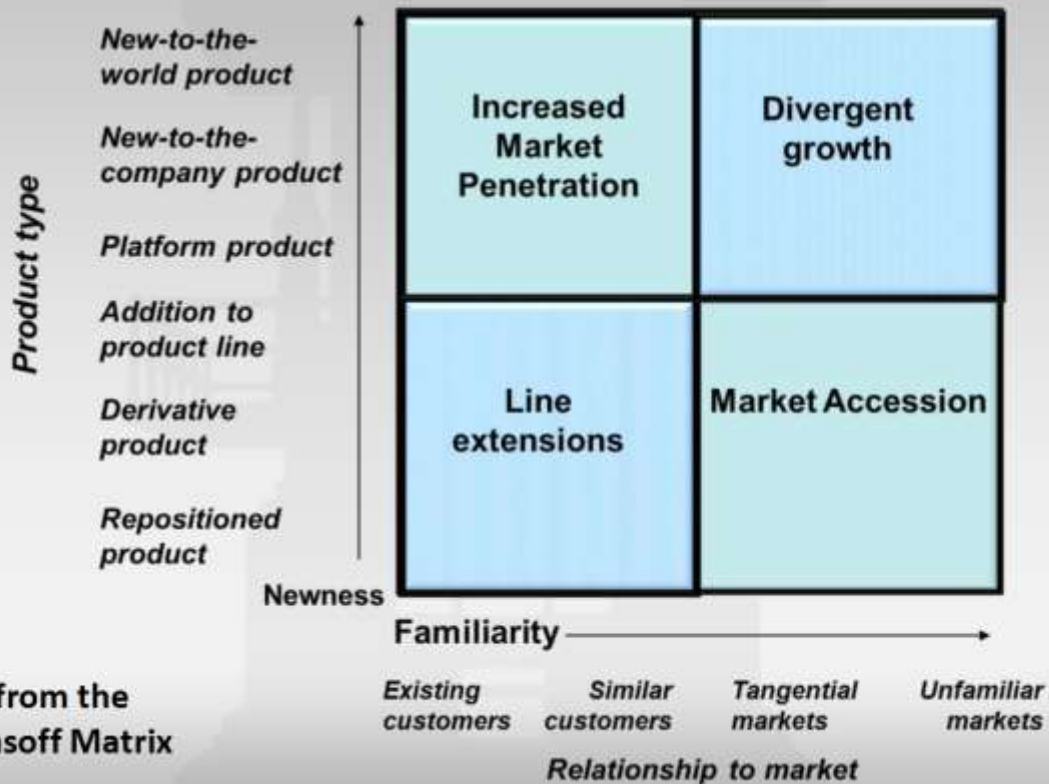 New-to-the-
world product
New-to-the-
company product
Platform product
Addition to
product line
Derivative
product
Repositioned
product
Product type
Newness
Increased
Market
Penetration
Divergent
growth
Line
extensions
Market Accession
Familiarity
Existing
customers
Similar
customers
Tangential
markets
Unfamiliar
markets
Relationship to market
from the
Matrix